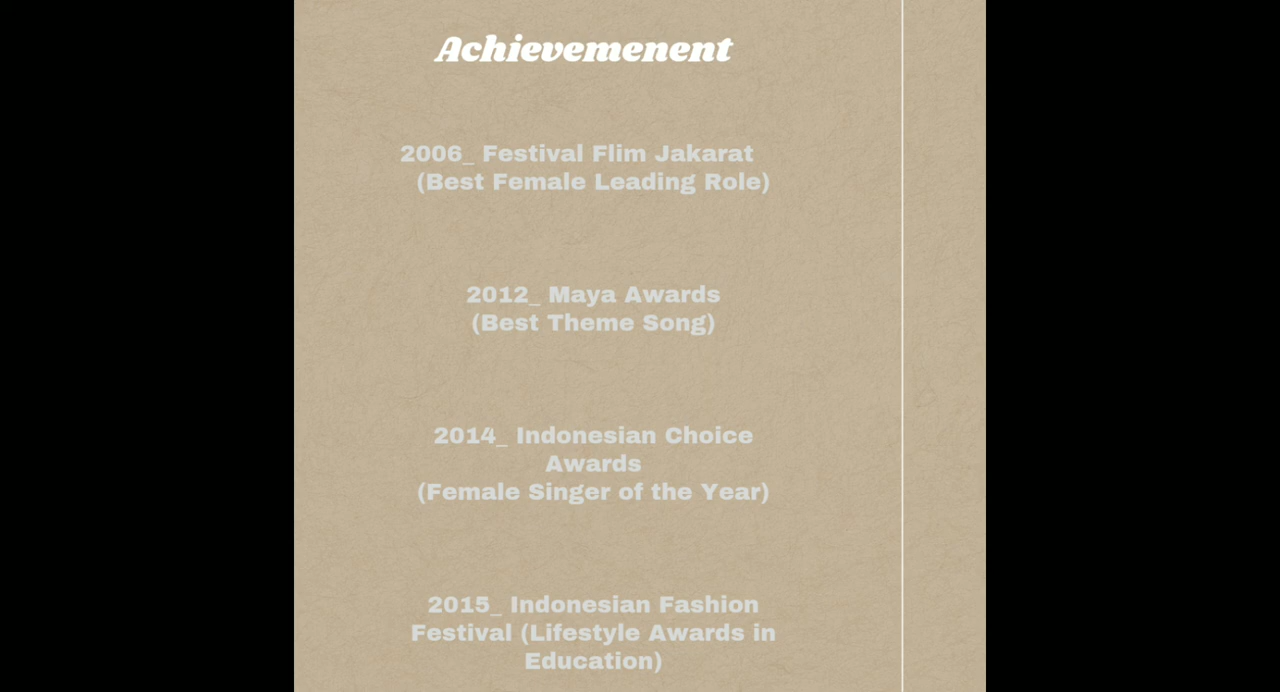 Achievemenent
2006_ Festival Flim Jakarat
(Best Female Leading Role)
2012_ Maya Awards
(Best Theme Song)
2014_ Indonesian Choice
Awards
(Female Singer of the Year)
2015_ Indonesian Fashion
Festival (Lifestyle Awards in
Education)